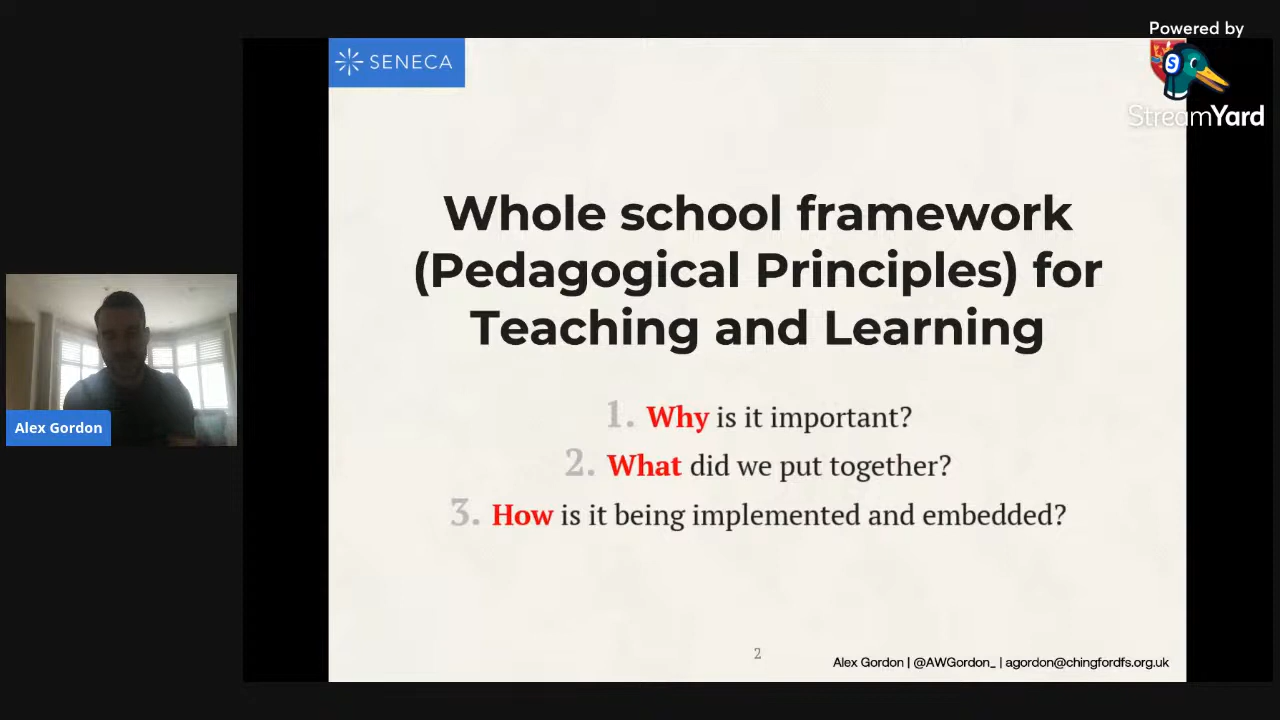 Powered by
StreamYard
SENECA
Whole school framework
(Pedagogical Principles) for
Teaching and Learning
1. Why is it important?
2. What did we put together?
3. How is it being implemented and embedded?
Alex Gordon
2
Alex Gordon | @AWGordon_ | agordon@chingfordfs.org.uk